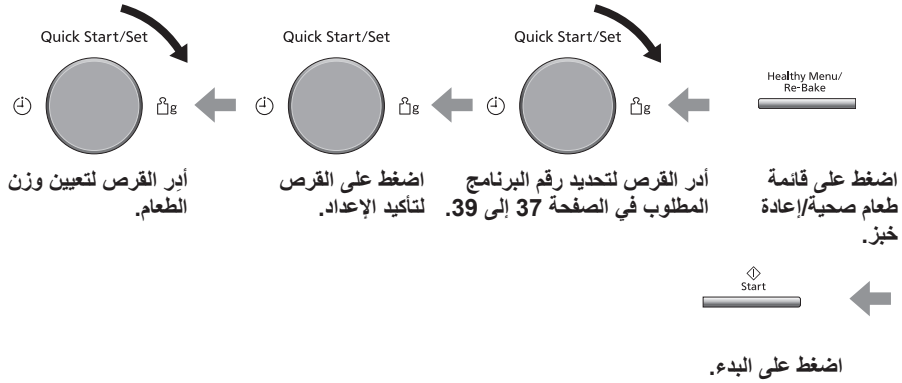 Healthy Menu/
Re-Bake
اضغط على قائمة
طعام صحية/إعادة
خبز.
Quick Start/Set
g
أدر القرص لتحديد رقم البرنامج
المطلوب في الصفحة 37 إلى 39.
Quick Start/Set
g
اضغط على القرص
لتأكيد الإعداد.
Quick Start/Set
g
أدِر القرص لتعيين وزن
الطعام.
Start
اضغط على البدء.